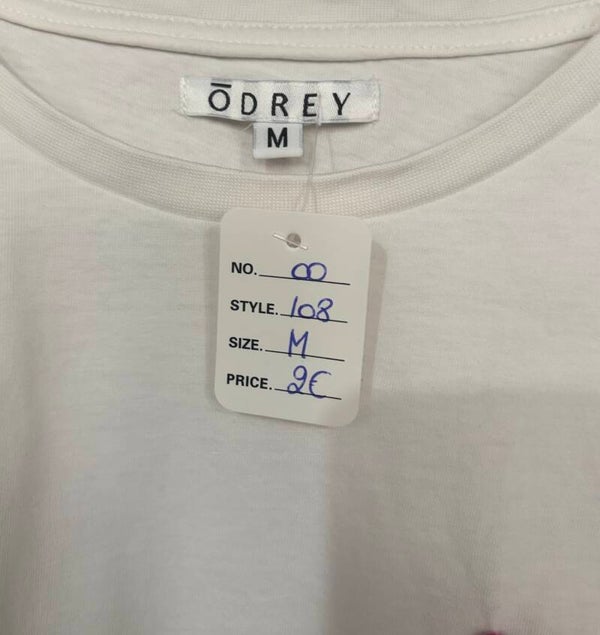 ŌDREY
M
NO. 00
STYLE. 108
SIZE. M
PRICE. 2€